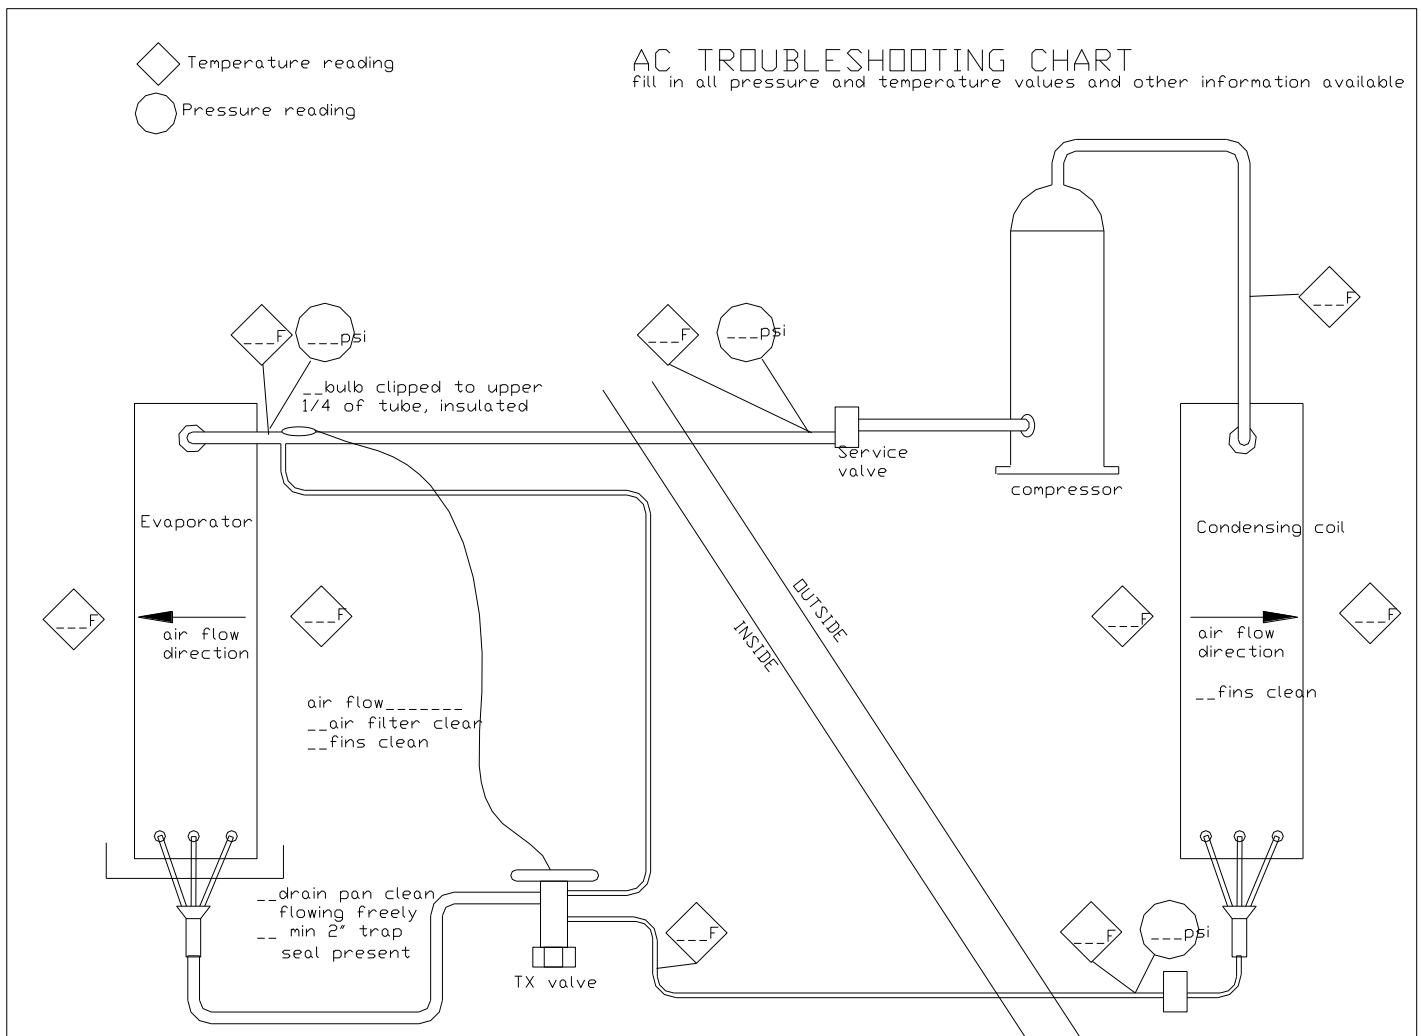 Temperature reading
Pressure reading
AC TROUBLESHOOTING CHART
fill in all pressure and temperature values and other information available
___F
___F
___psi
___F
___psi
__bulb clipped to upper
1/4 of tube, insulated
Service
valve
compressor
Evaporator
Condensing coil
OUTSIDE
INSIDE
___F
air flow
direction
___F
___F
air flow
direction
___F
__fins clean
air flow_______
__air filter clean
__fins clean
__drain pan clean
flowing freely
__ min 2" trap
seal present
TX valve
___F
___F
___psi